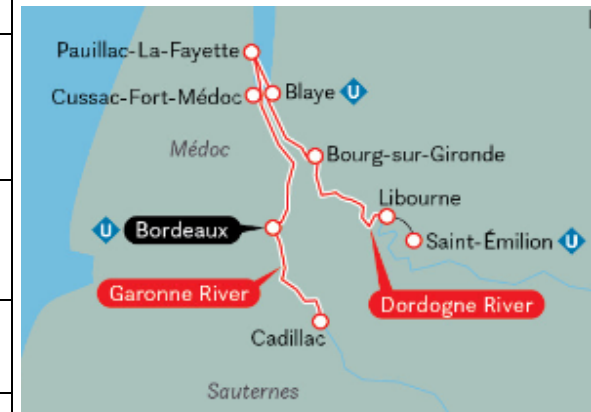 Pauillac-La-Fayette
Cussac-Fort-Médoc
Blaye U
Médoc
Bourg-sur-Gironde
Libourne
U Bordeaux
Saint-Émilion U
Garonne River
Dordogne River
Cadillac
Sauternes